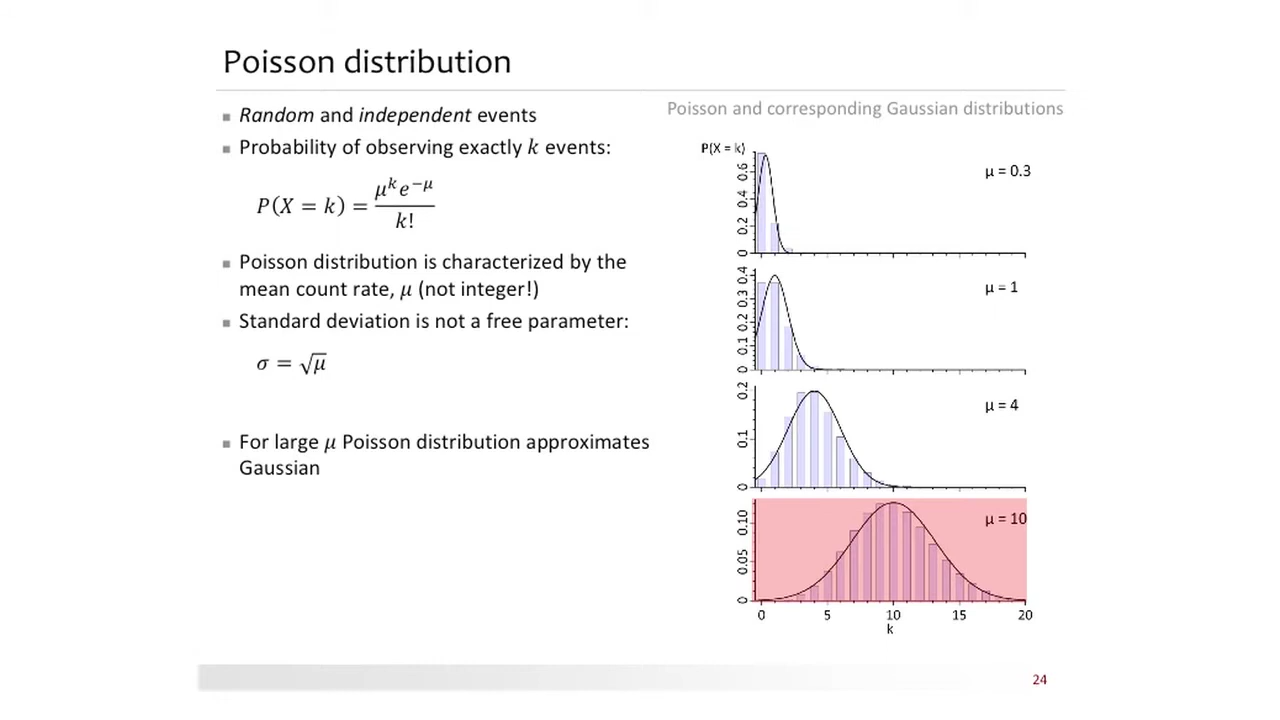 Poisson distribution
▪ Random and independent events
▪ Probability of observing exactly k events:
P(X = k) = μ^k e^−μ / k!
▪ Poisson distribution is characterized by the
mean count rate, μ (not integer!)
▪ Standard deviation is not a free parameter:
σ = √μ
▪ For large μ Poisson distribution approximates
Gaussian
Poisson and corresponding Gaussian distributions
P(X = k)
μ = 0.3
0.6
0.4
0.2
0
μ = 1
0.4
0.3
0.2
0.1
0
μ = 4
0.2
0.1
0
μ = 10
0.10
0.05
0
0 5 10 15 20
k
24